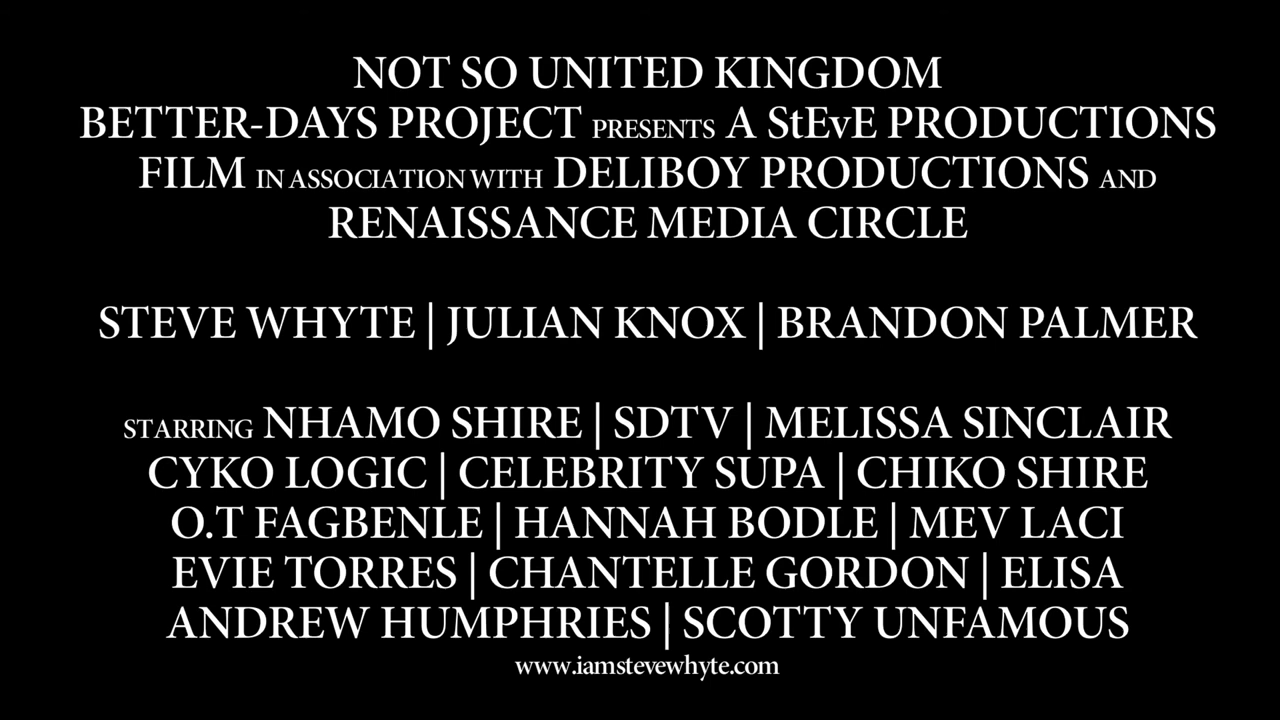 NOT SO UNITED KINGDOM
BETTER-DAYS PROJECT PRESENTS A StEvE PRODUCTIONS
FILM IN ASSOCIATION WITH DELIBOY PRODUCTIONS AND
RENAISSANCE MEDIA CIRCLE
STEVE WHYTE | JULIAN KNOX | BRANDON PALMER
STARRING NHAMO SHIRE | SDTV | MELISSA SINCLAIR
CYKO LOGIC | CELEBRITY SUPA | CHIKO SHIRE
O.T FAGBENLE | HANNAH BODLE | MEV LACI
EVIE TORRES | CHANTELLE GORDON | ELISA
ANDREW HUMPHRIES | SCOTTY UNFAMOUS
www.iamstevewhyte.com